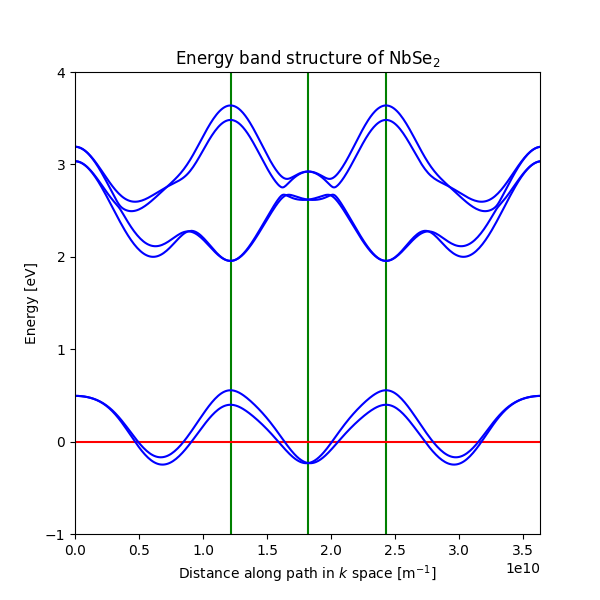 Energy band structure of NbSe₂
4
3
2
1
0
−1
Energy [eV]
0.0 0.5 1.0 1.5 2.0 2.5 3.0 3.5
1e10
Distance along path in k space [m⁻¹]